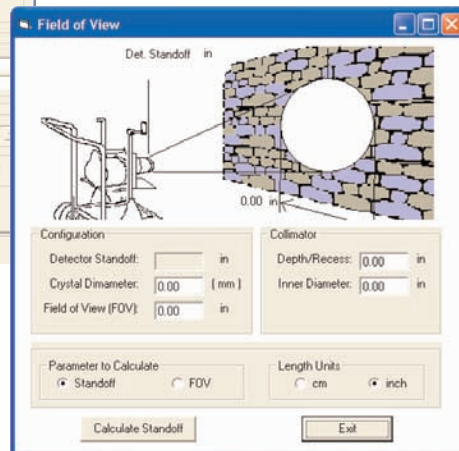 Field of View
Det. Standoff in
0.00 in
Configuration
Detector Standoff: in
Crystal Dimameter: 0.00 (mm)
Field of View (FOV): 0.00 in
Collimator
Depth/Recess: 0.00 in
Inner Diameter: 0.00 in
Parameter to Calculate
Standoff FOV
Length Units
cm inch
Calculate Standoff
Exit